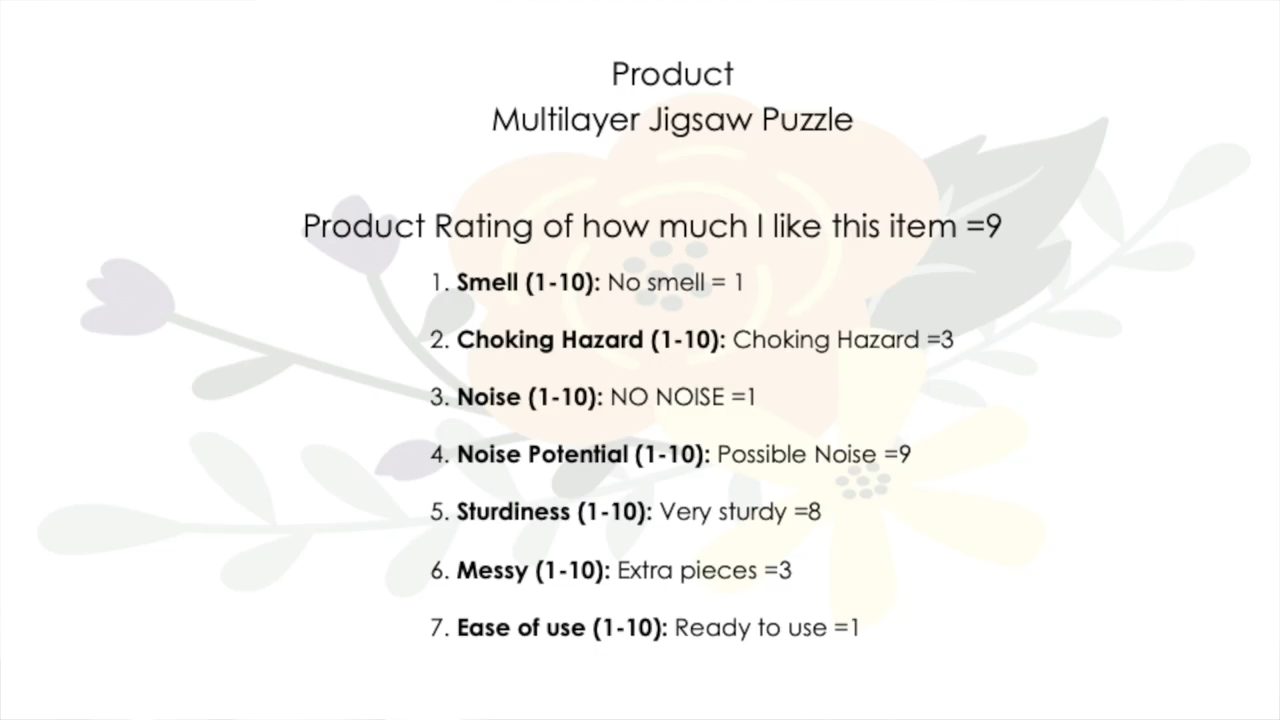 Product
Multilayer Jigsaw Puzzle
Product Rating of how much I like this item =9
1. Smell (1-10): No smell = 1
2. Choking Hazard (1-10): Choking Hazard =3
3. Noise (1-10): NO NOISE =1
4. Noise Potential (1-10): Possible Noise =9
5. Sturdiness (1-10): Very sturdy =8
6. Messy (1-10): Extra pieces =3
7. Ease of use (1-10): Ready to use =1